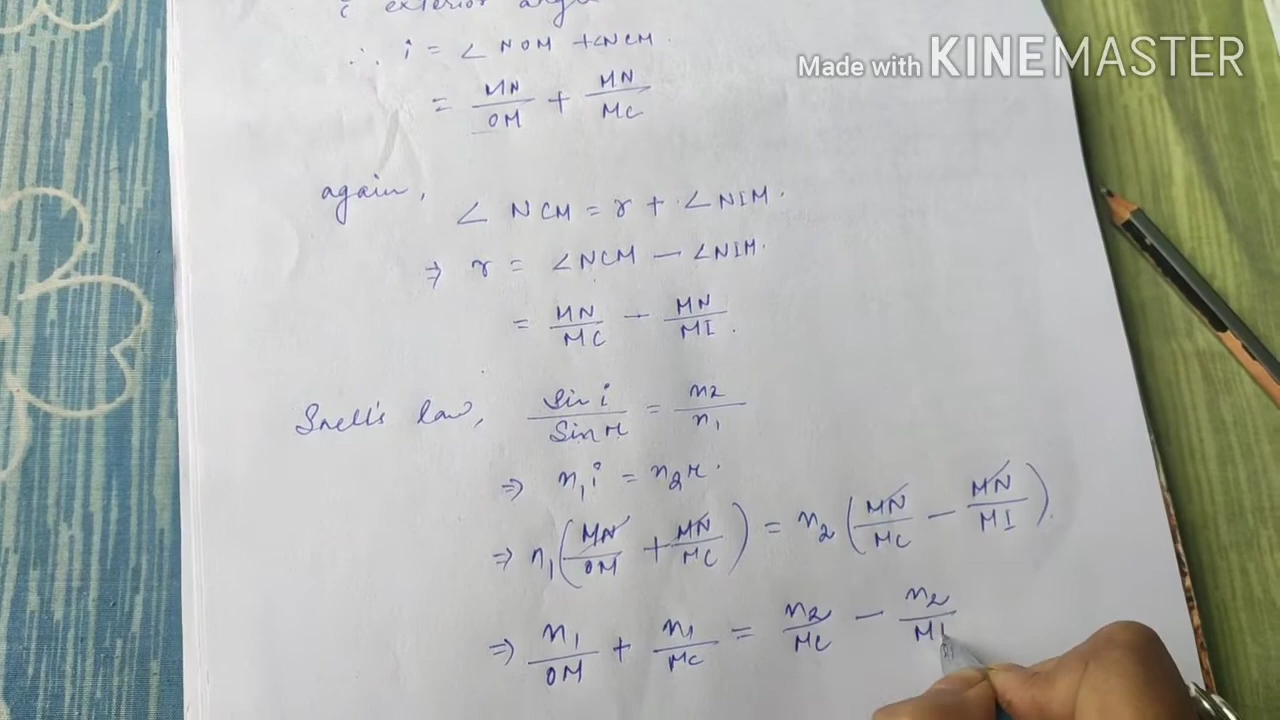 i exterior angle
Made with KINEMASTER
∴ i = ∠NOM + ∠NCM.
= MN/OM + MN/MC
again,
∠NCM = r + ∠NIM.
⇒ r = ∠NCM − ∠NIM.
= MN/MC − MN/MI.
Snell's law, Sin i/Sin r = n2/n1
⇒ n1i = n2r.
⇒ n1(MN/OM + MN/MC) = n2(MN/MC − MN/MI).
⇒ n1/OM + n1/MC = n2/MC − n2/MI